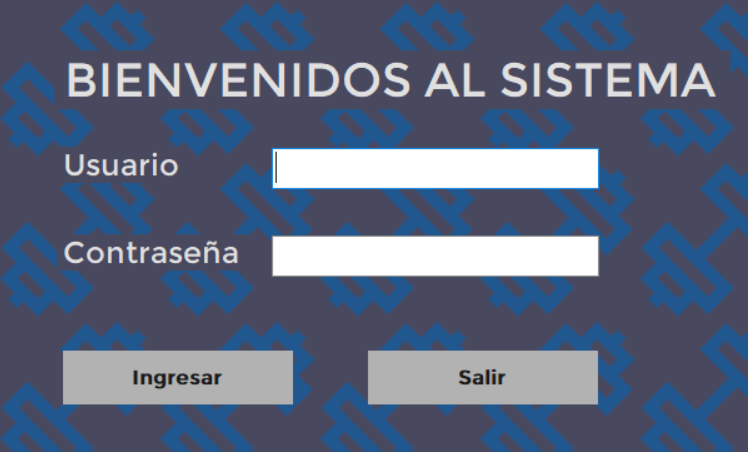 BIENVENIDOS AL SISTEMA
Usuario
Contraseña
Ingresar Salir